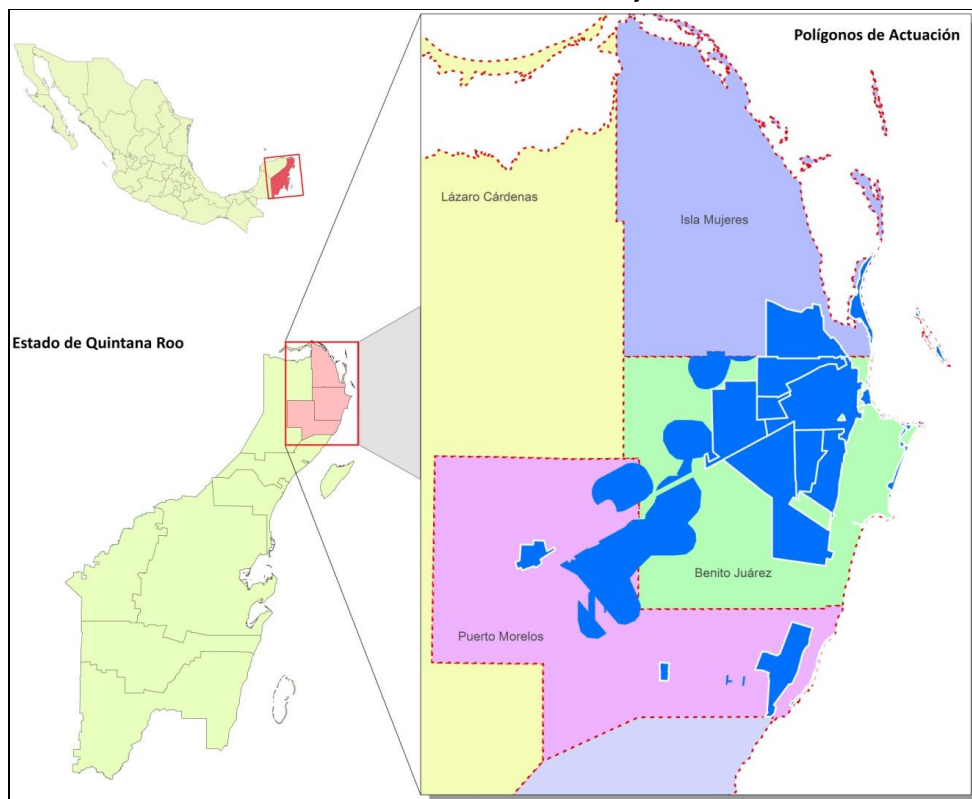 Polígonos de Actuación
Lázaro Cárdenas
Isla Mujeres
Estado de Quintana Roo
Benito Juárez
Puerto Morelos